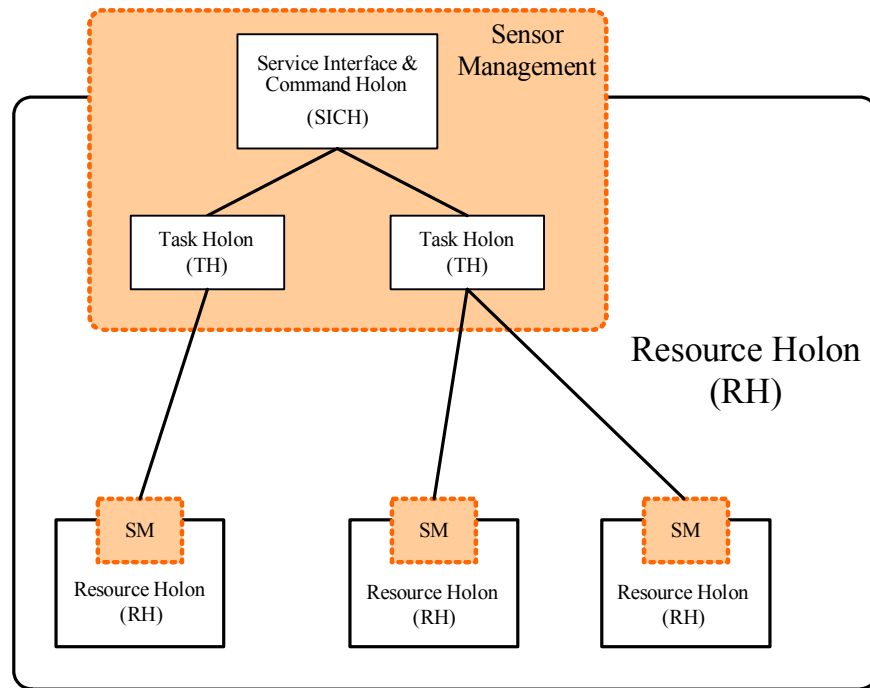 Sensor
Management
Service Interface &
Command Holon
(SICH)
Task Holon
(TH)
Task Holon
(TH)
Resource Holon
(RH)
SM
Resource Holon
(RH)
SM
Resource Holon
(RH)
SM
Resource Holon
(RH)